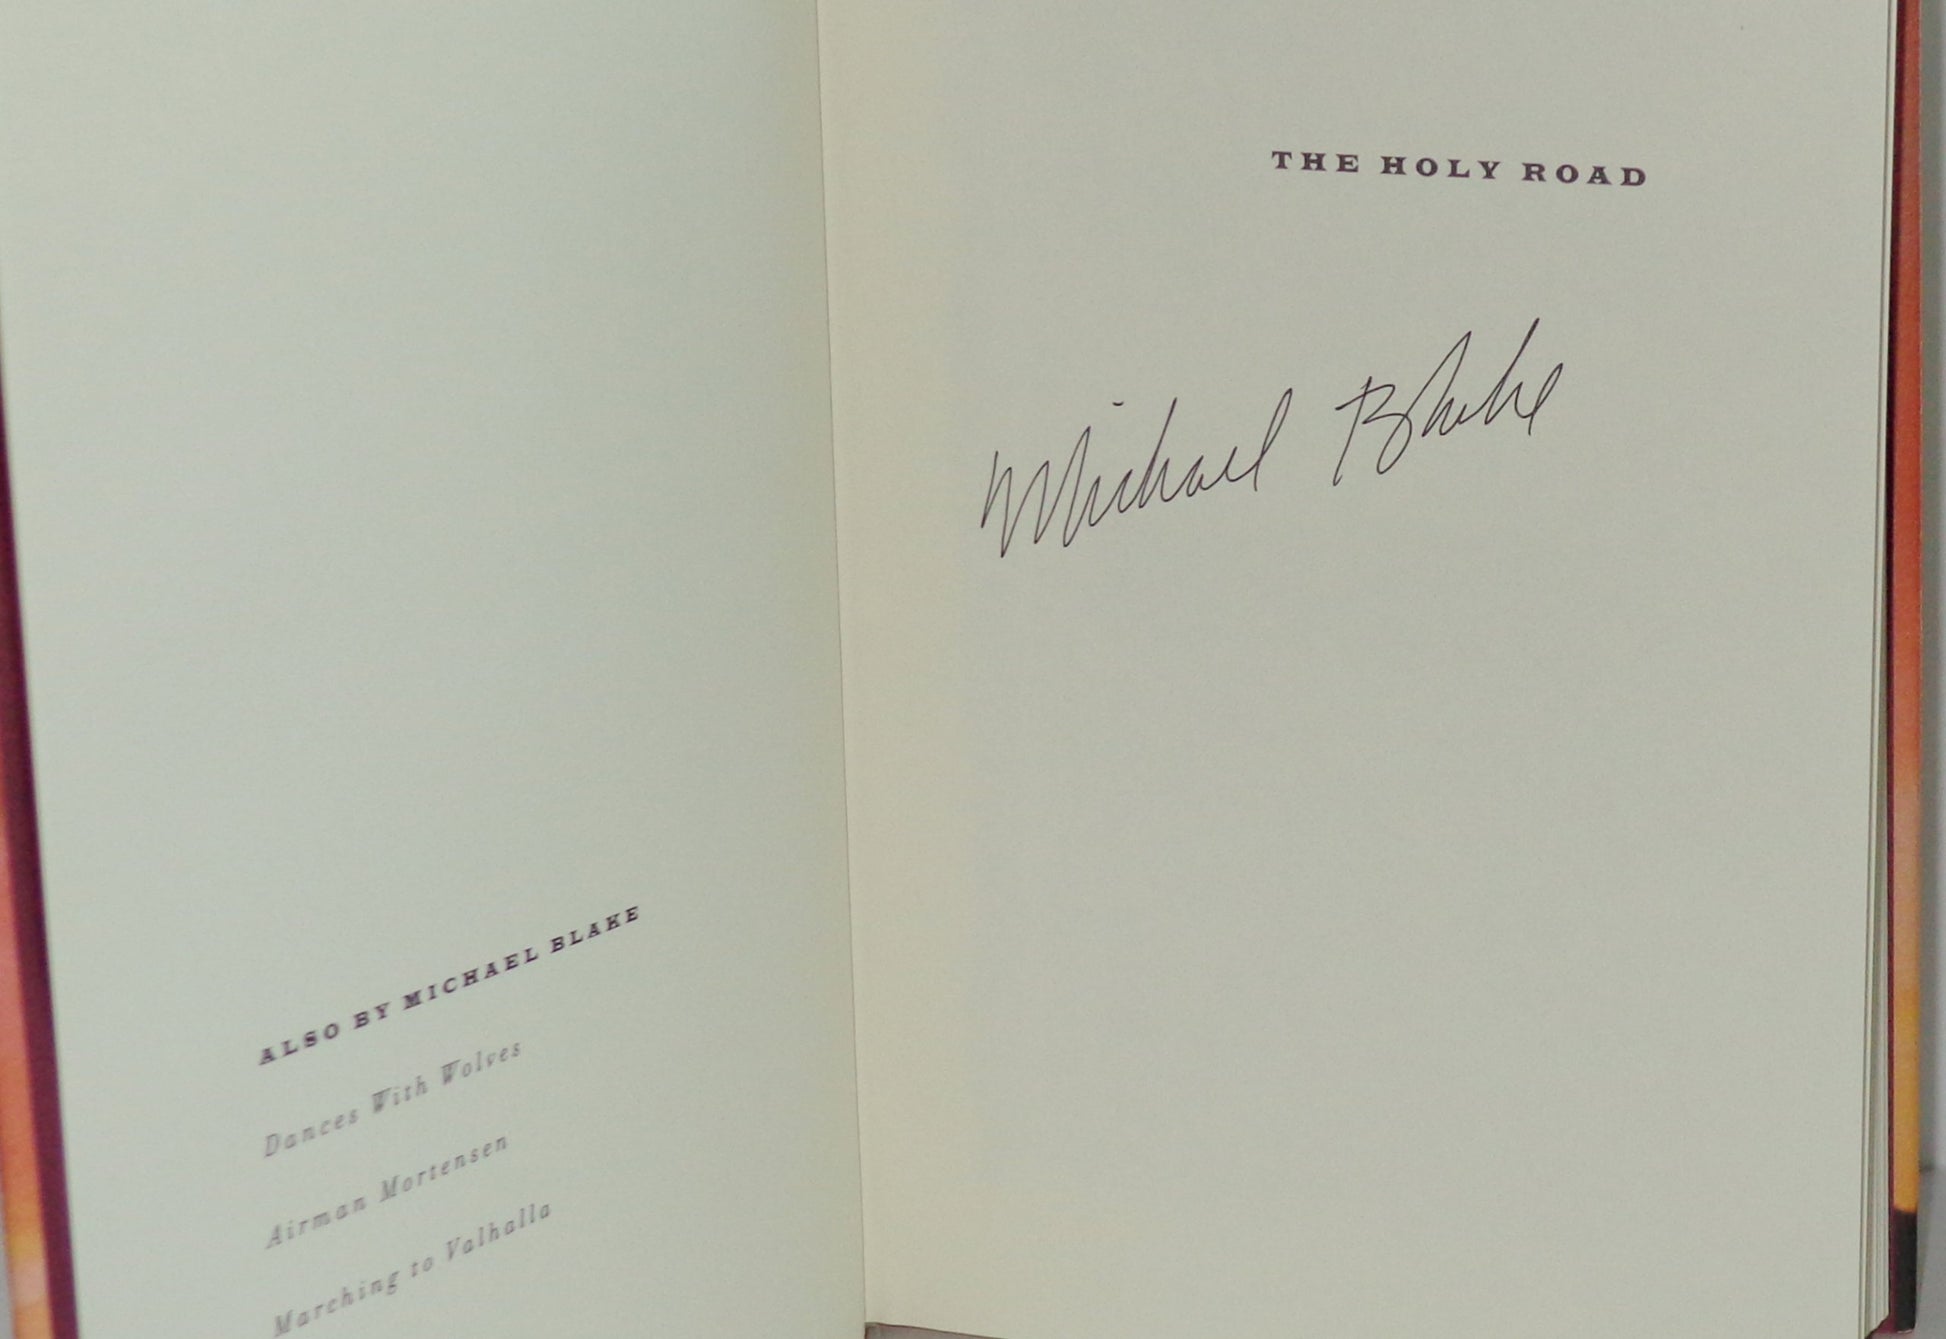 ALSO BY MICHAEL BLAKE
Dances With Wolves
Airman Mortensen
Marching to Valhalla
THE HOLY ROAD
Michael Blake